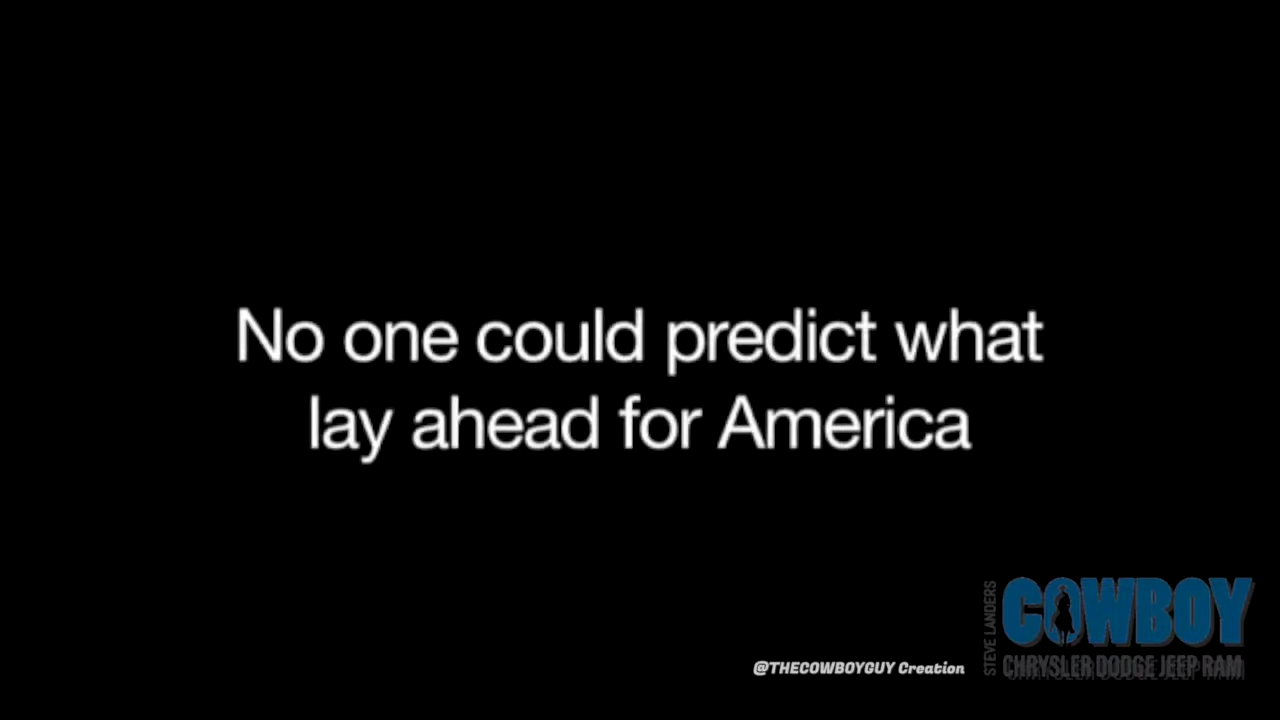 No one could predict what
lay ahead for America
STEVE LANDERS
COWBOY
@THECOWBOYGUY Creation
CHRYSLER DODGE JEEP RAM